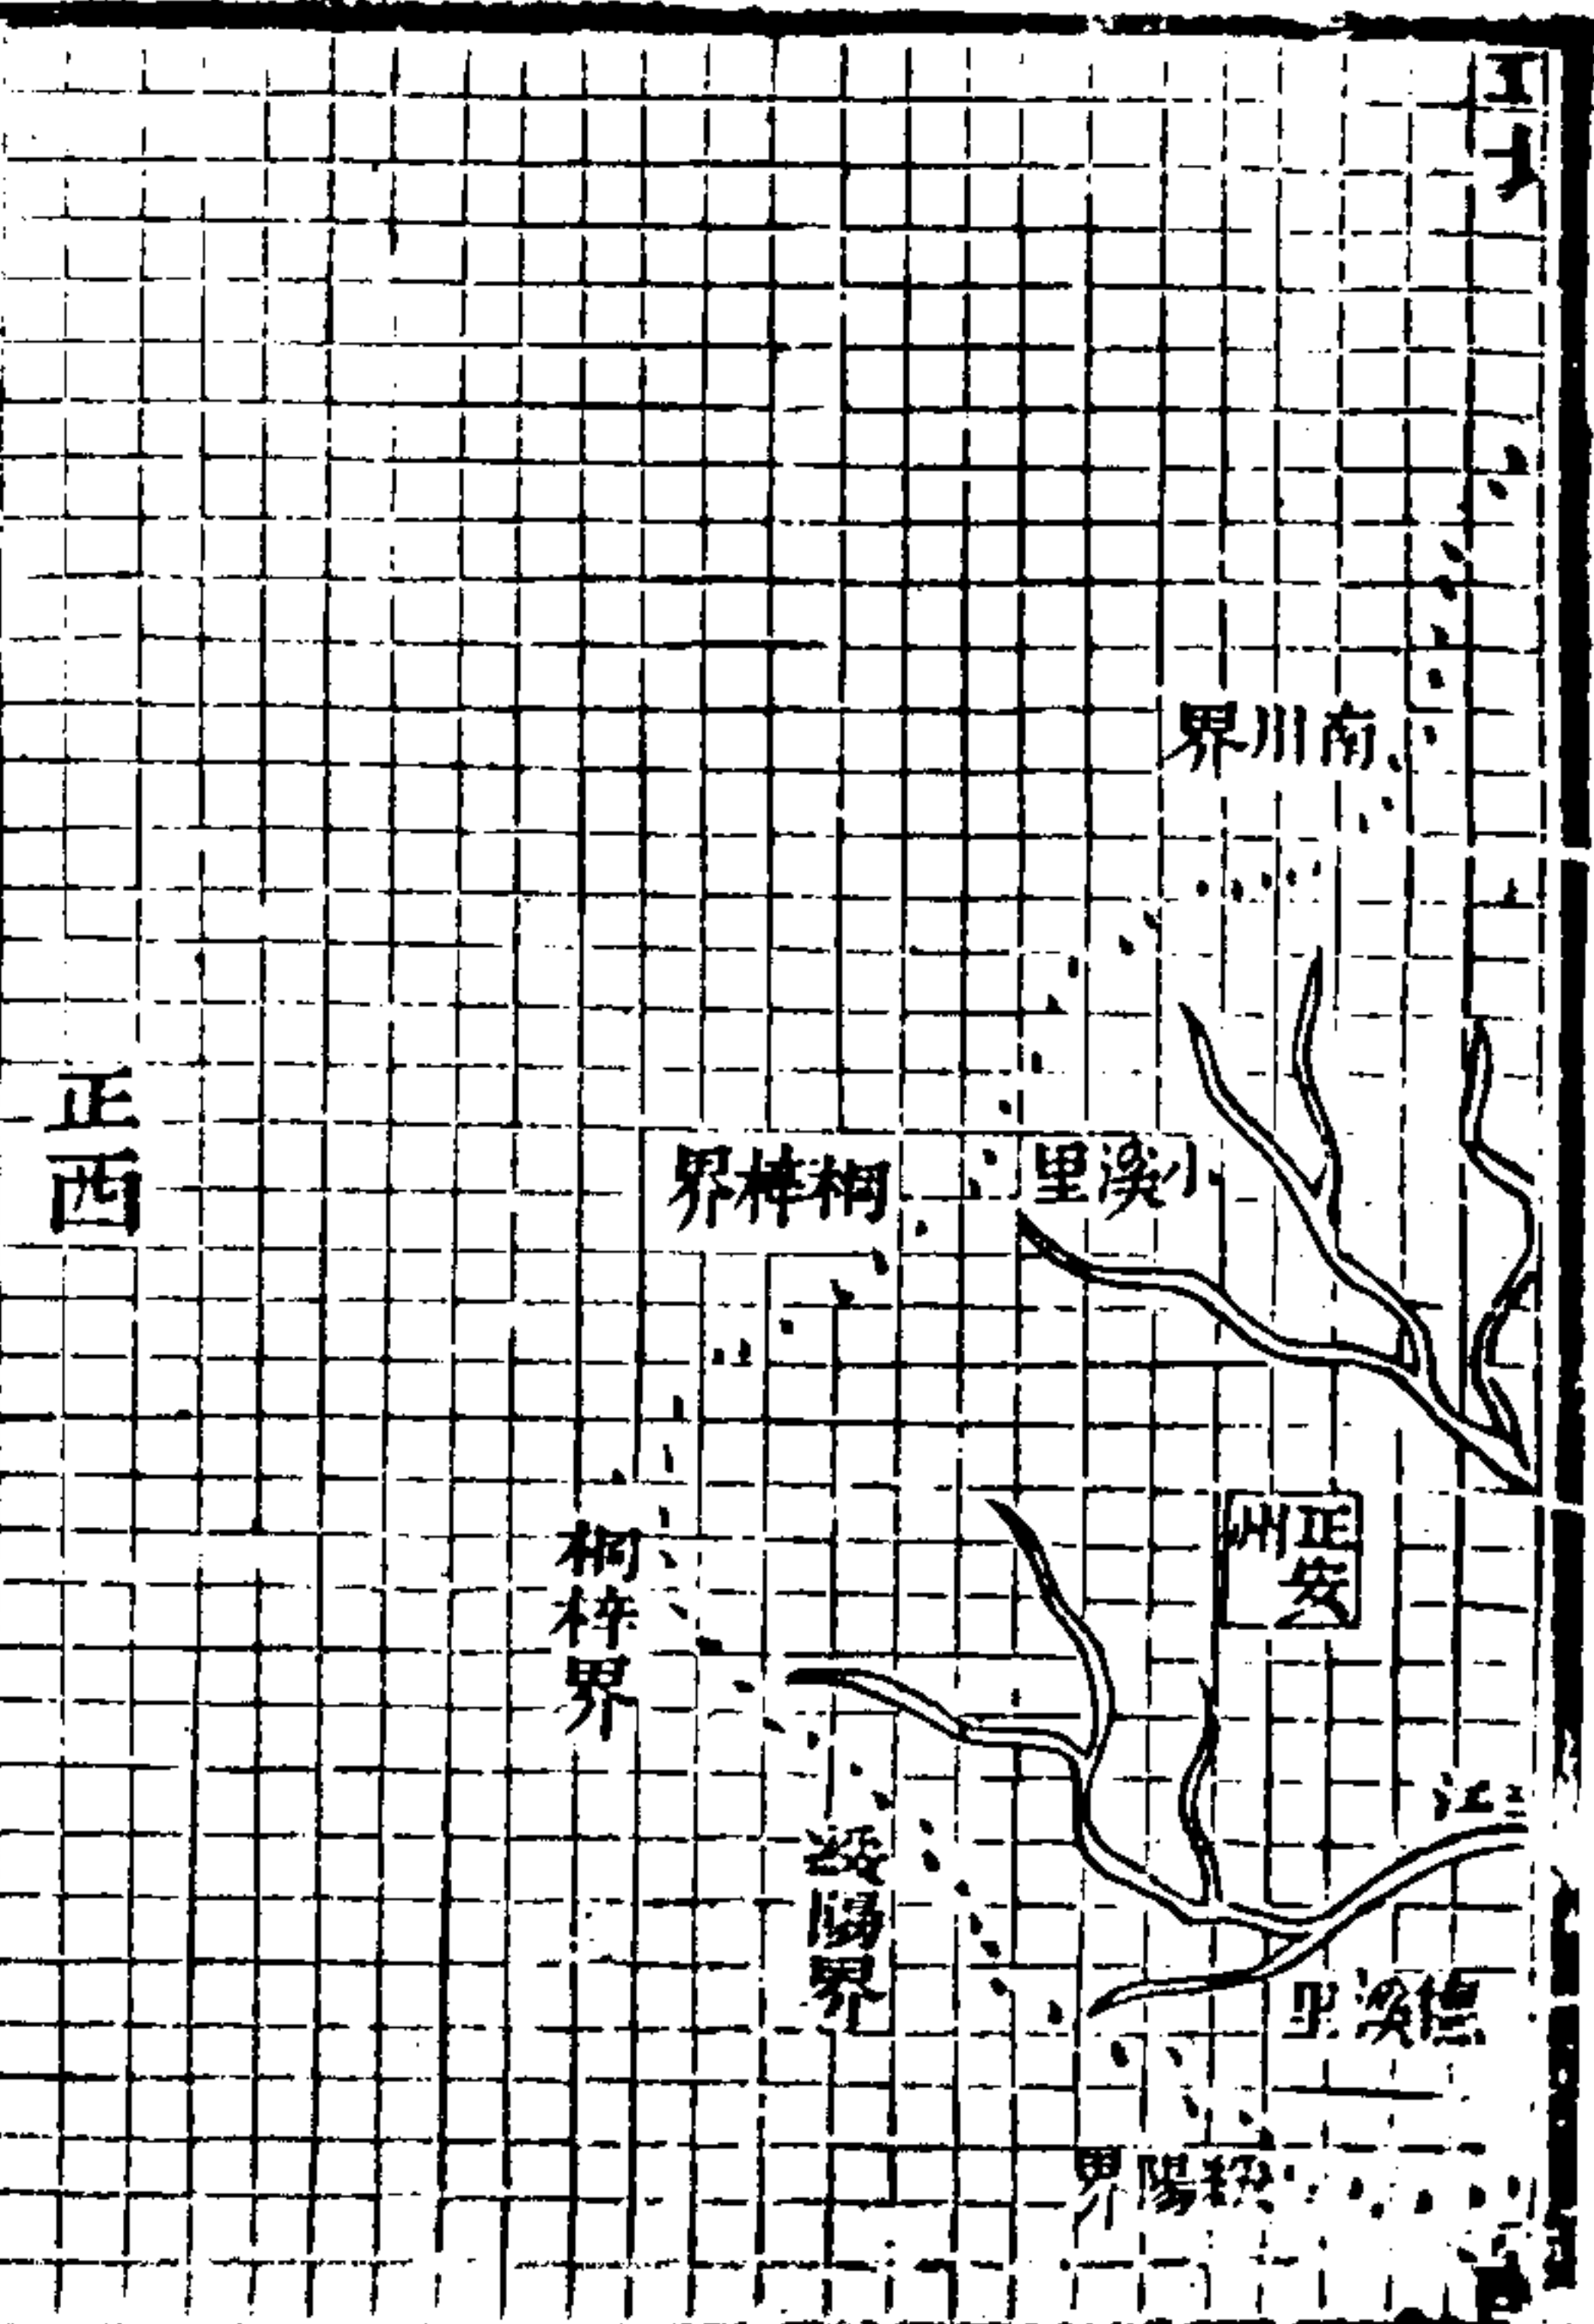 南川界
小溪里
桐梓界
正西
正安州
桐梓界
江
綏陽界
德溪里
綏陽界